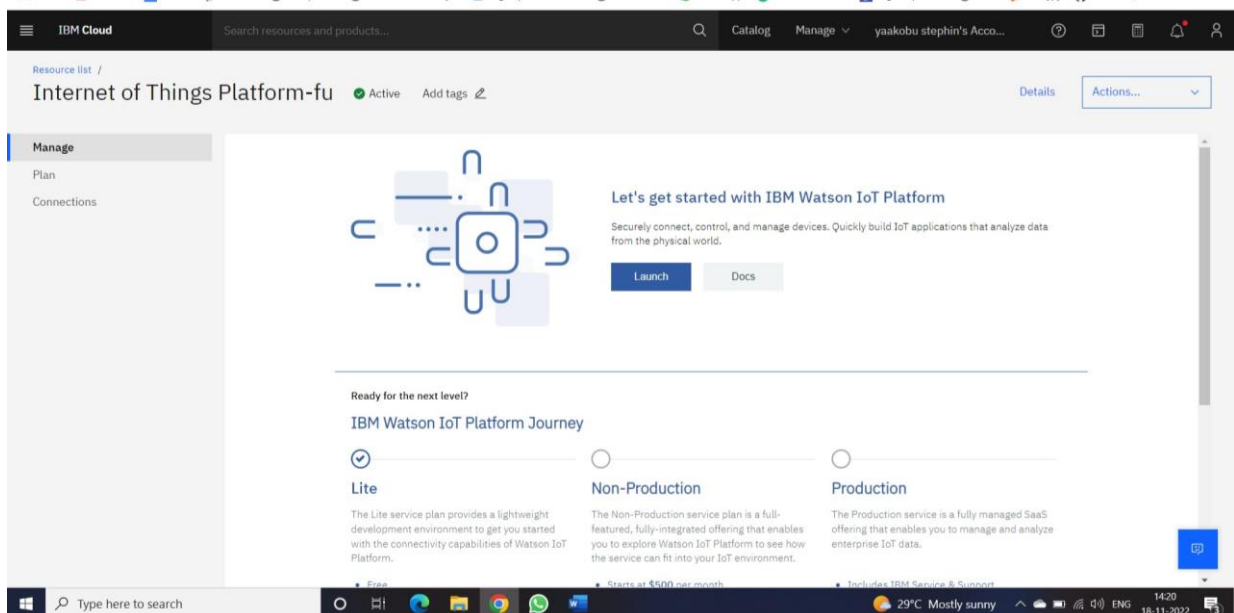 IBM Cloud
Search resources and products...
Catalog
Manage
yaakobu stephin's Acco...
Resource list /
Internet of Things Platform-fu
Active
Add tags
Details
Actions...
Manage
Plan
Connections
Let's get started with IBM Watson IoT Platform
Securely connect, control, and manage devices. Quickly build IoT applications that analyze data
from the physical world.
Launch
Docs
Ready for the next level?
IBM Watson IoT Platform Journey
Lite
The Lite service plan provides a lightweight
development environment to get you started
with the connectivity capabilities of Watson IoT
Platform.
• Free
Non-Production
The Non-Production service plan is a full-
featured, fully-integrated offering that enables
you to explore Watson IoT Platform to see how
the service can fit into your IoT environment.
• Starts at $500 per month
Production
The Production service is a fully managed SaaS
offering that enables you to manage and analyze
enterprise IoT data.
• Includes IBM Service & Support
Type here to search
29°C Mostly sunny
ENG
14:20
18-11-2022